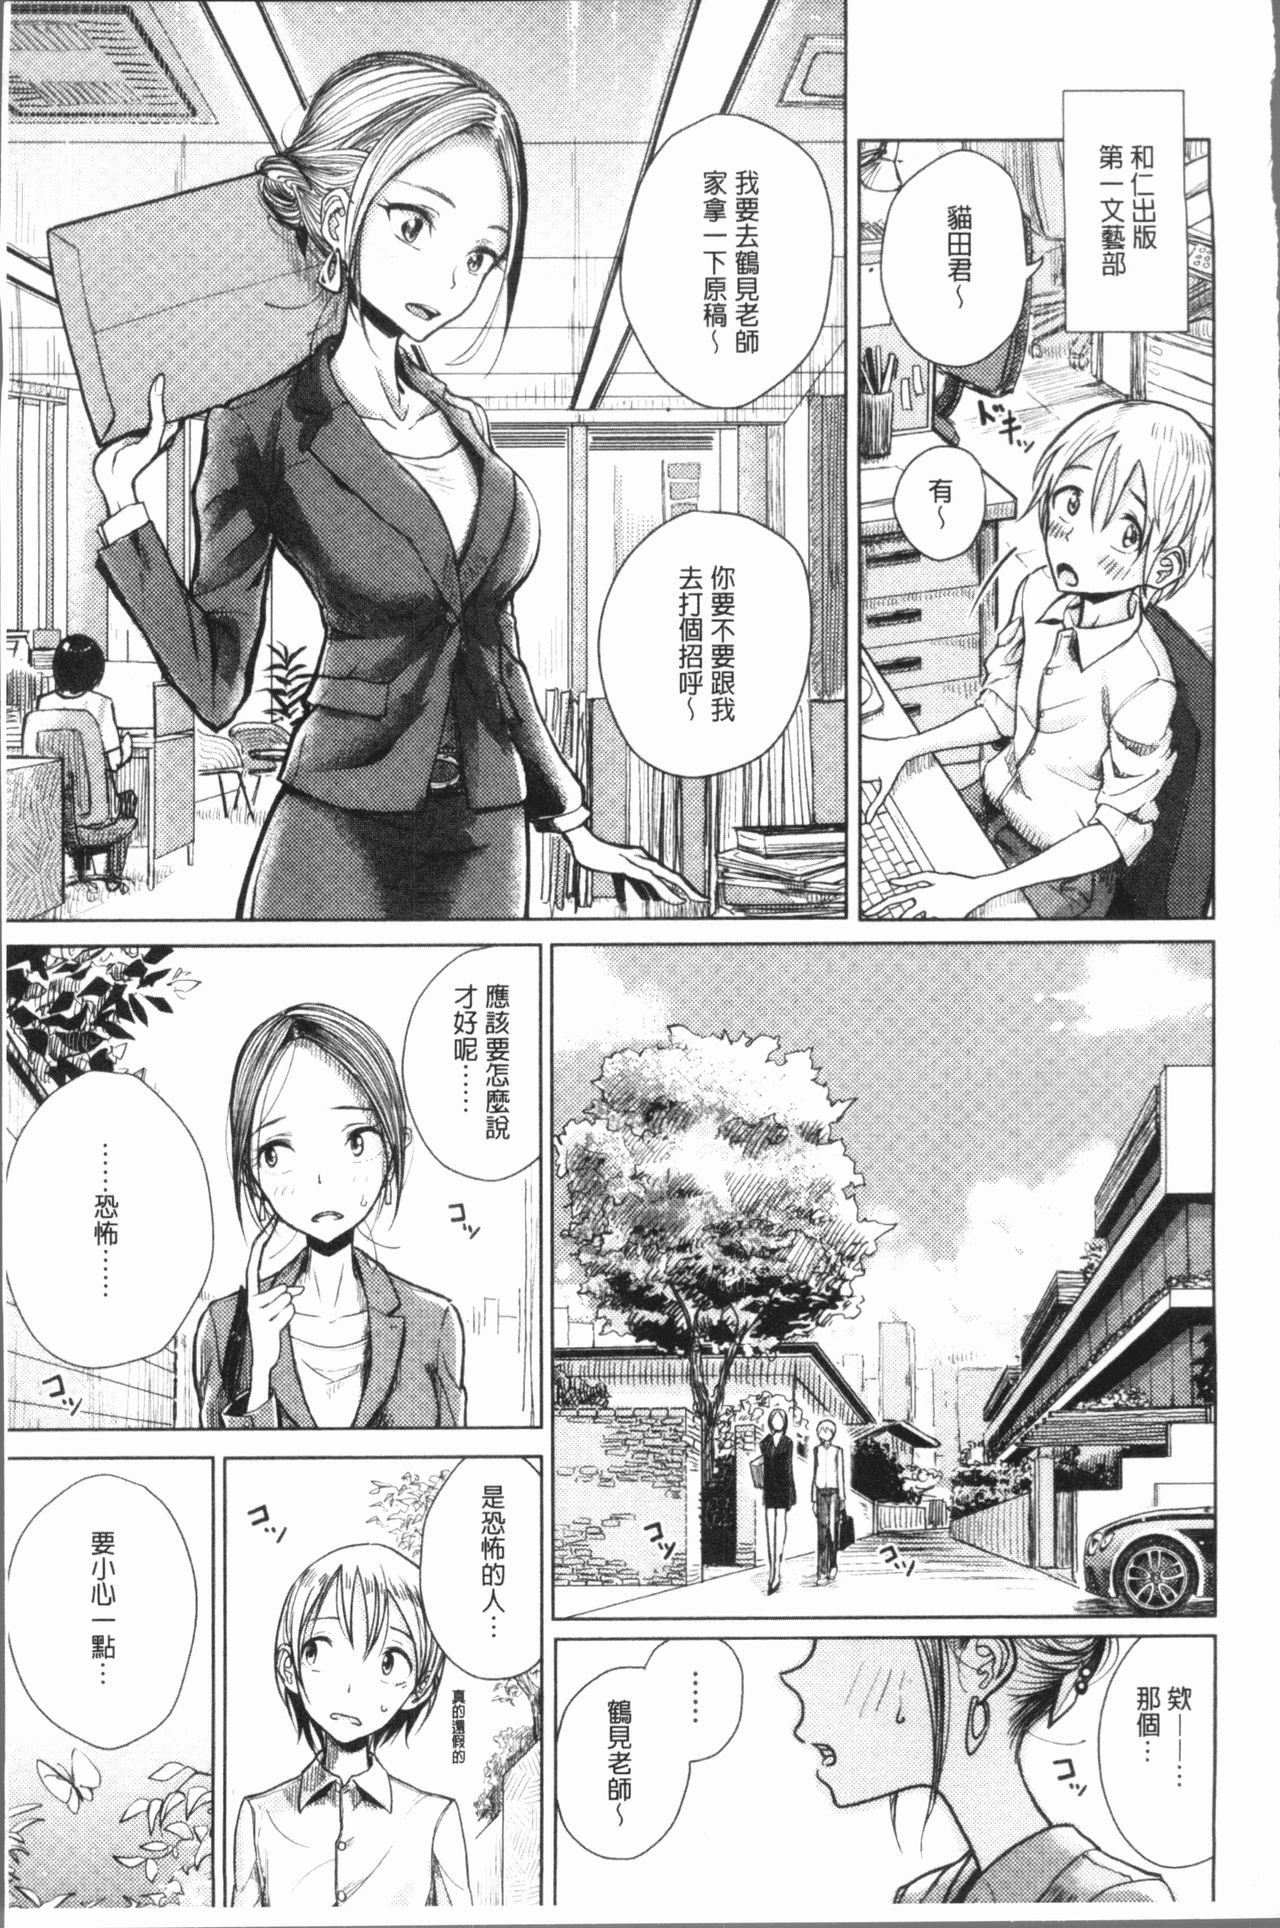 和仁出版
第一文藝部
貓田君～
ドキッ
有～
我要去鶴見老師
家拿一下原稿～
你要不要跟我
去打個招呼～
コッ
コッ
應該要怎麼說
才好呢……
コッ
……恐怖……
コッ
欸───……
那個…
コッ
……
鶴見老師～
是恐怖的人…
真的還假的
コッ
要小心一點…